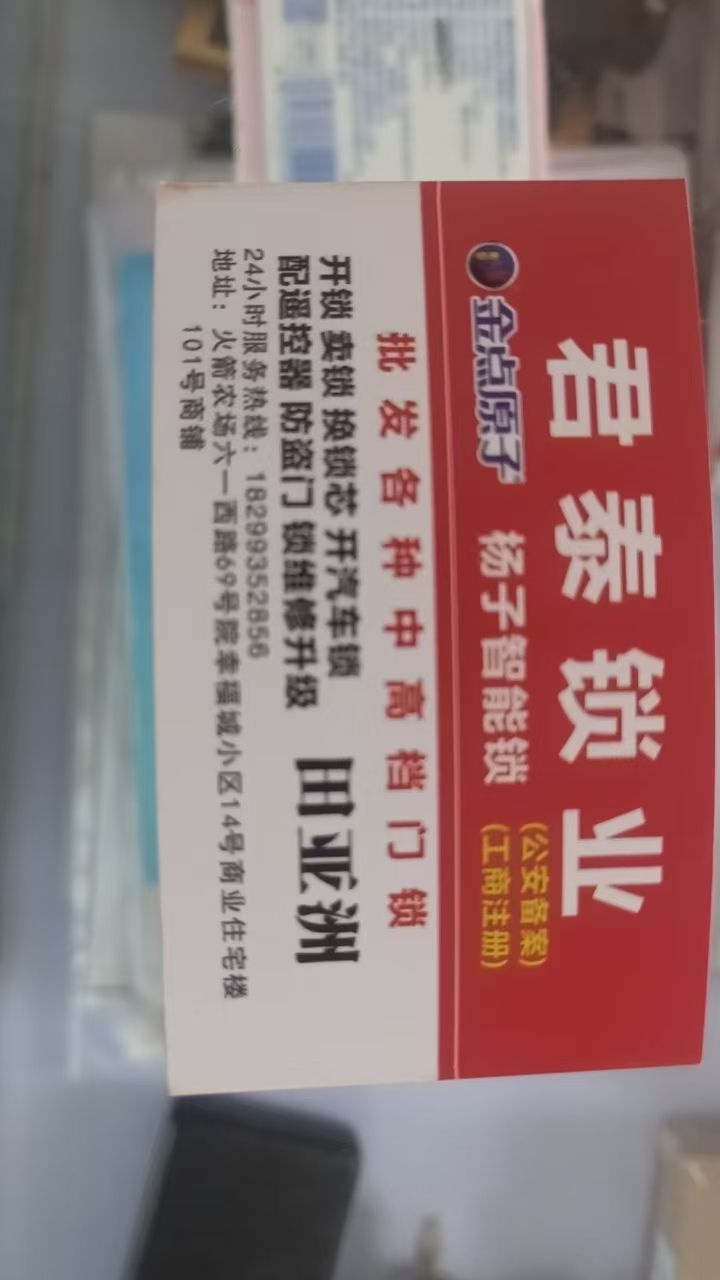 君泰锁业
金点原子 杨子智能锁
(公安备案)
(工商注册)
批发各种中高档门锁
开锁 卖锁 换锁芯 开汽车锁
配遥控器 防盗门 锁维修升级
田亚洲
24小时服务热线：18299352856
地址：火箭农场六一西路69号院幸福城小区14号商业住宅楼
101号商铺